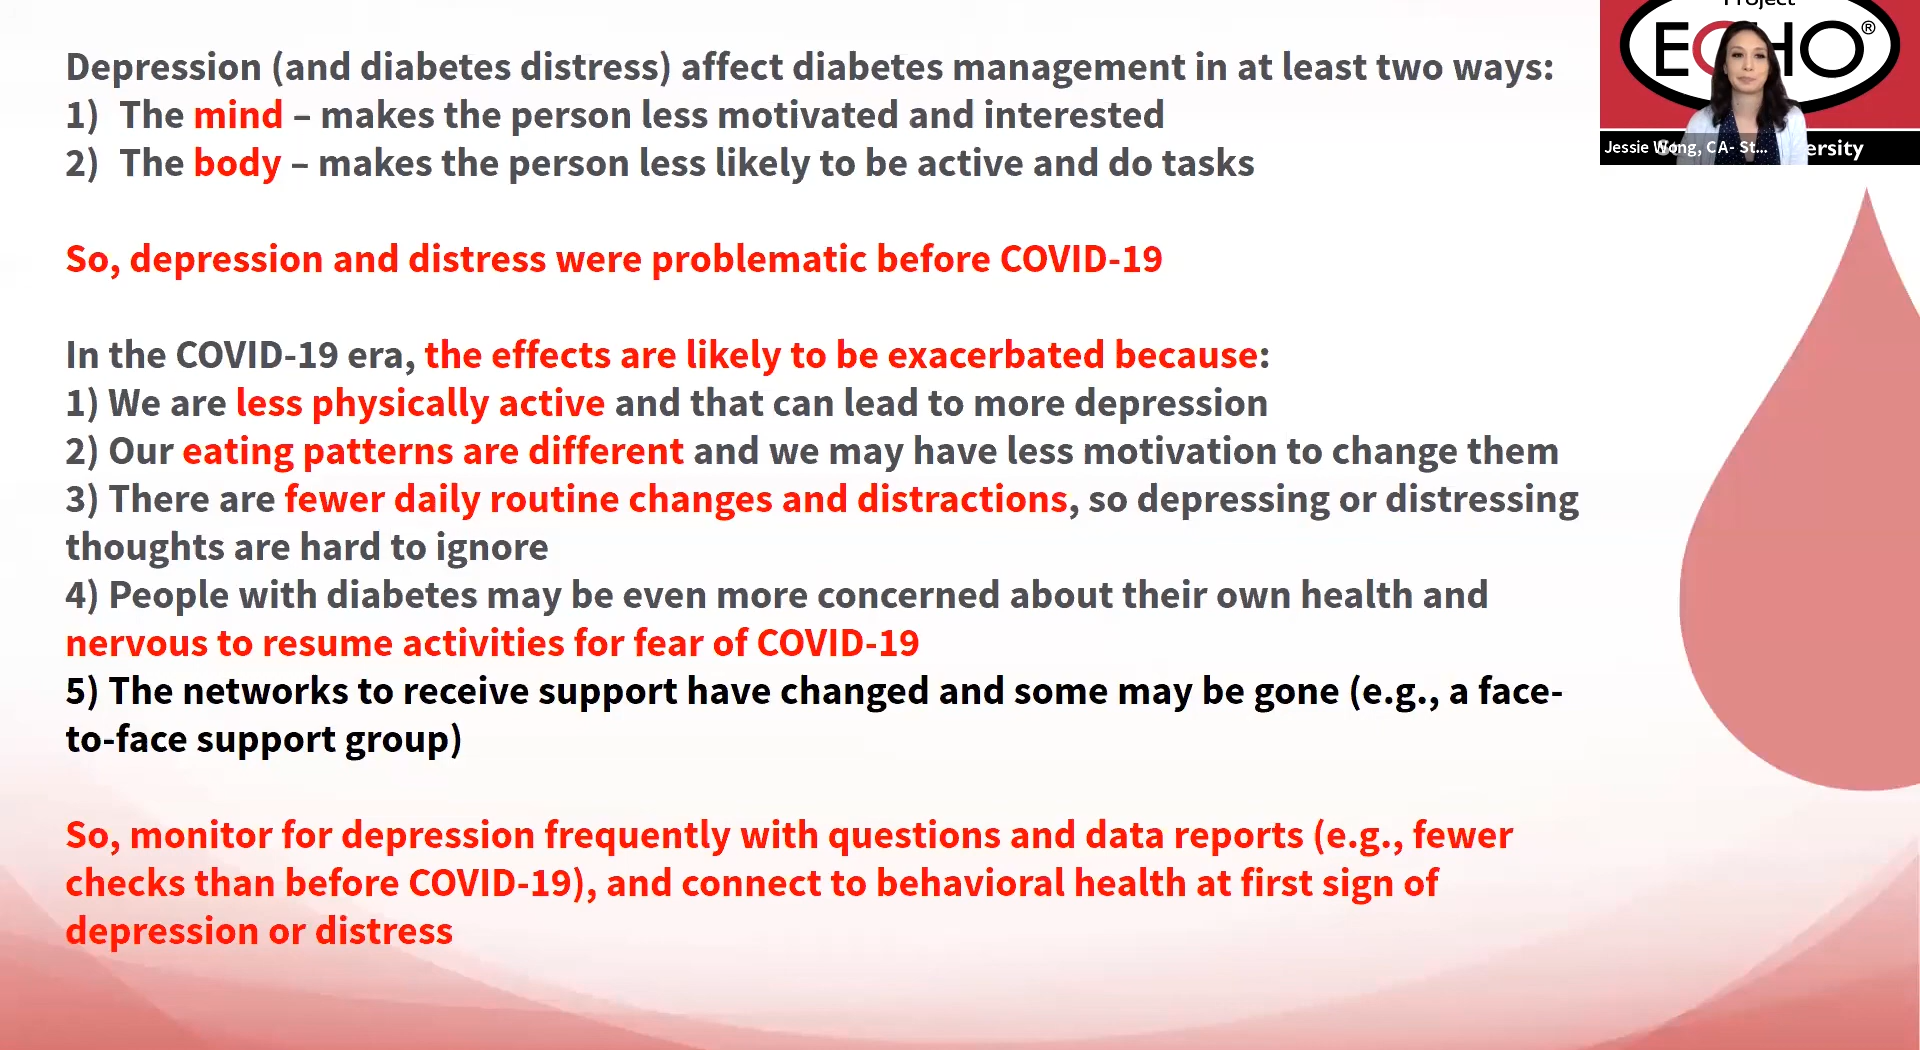 Depression (and diabetes distress) affect diabetes management in at least two ways:
1) The mind – makes the person less motivated and interested
2) The body – makes the person less likely to be active and do tasks
So, depression and distress were problematic before COVID-19
In the COVID-19 era, the effects are likely to be exacerbated because:
1) We are less physically active and that can lead to more depression
2) Our eating patterns are different and we may have less motivation to change them
3) There are fewer daily routine changes and distractions, so depressing or distressing
thoughts are hard to ignore
4) People with diabetes may be even more concerned about their own health and
nervous to resume activities for fear of COVID-19
5) The networks to receive support have changed and some may be gone (e.g., a face-
to-face support group)
So, monitor for depression frequently with questions and data reports (e.g., fewer
checks than before COVID-19), and connect to behavioral health at first sign of
depression or distress
Project
ECHO®
Jessie Wong, CA- St...
ersity